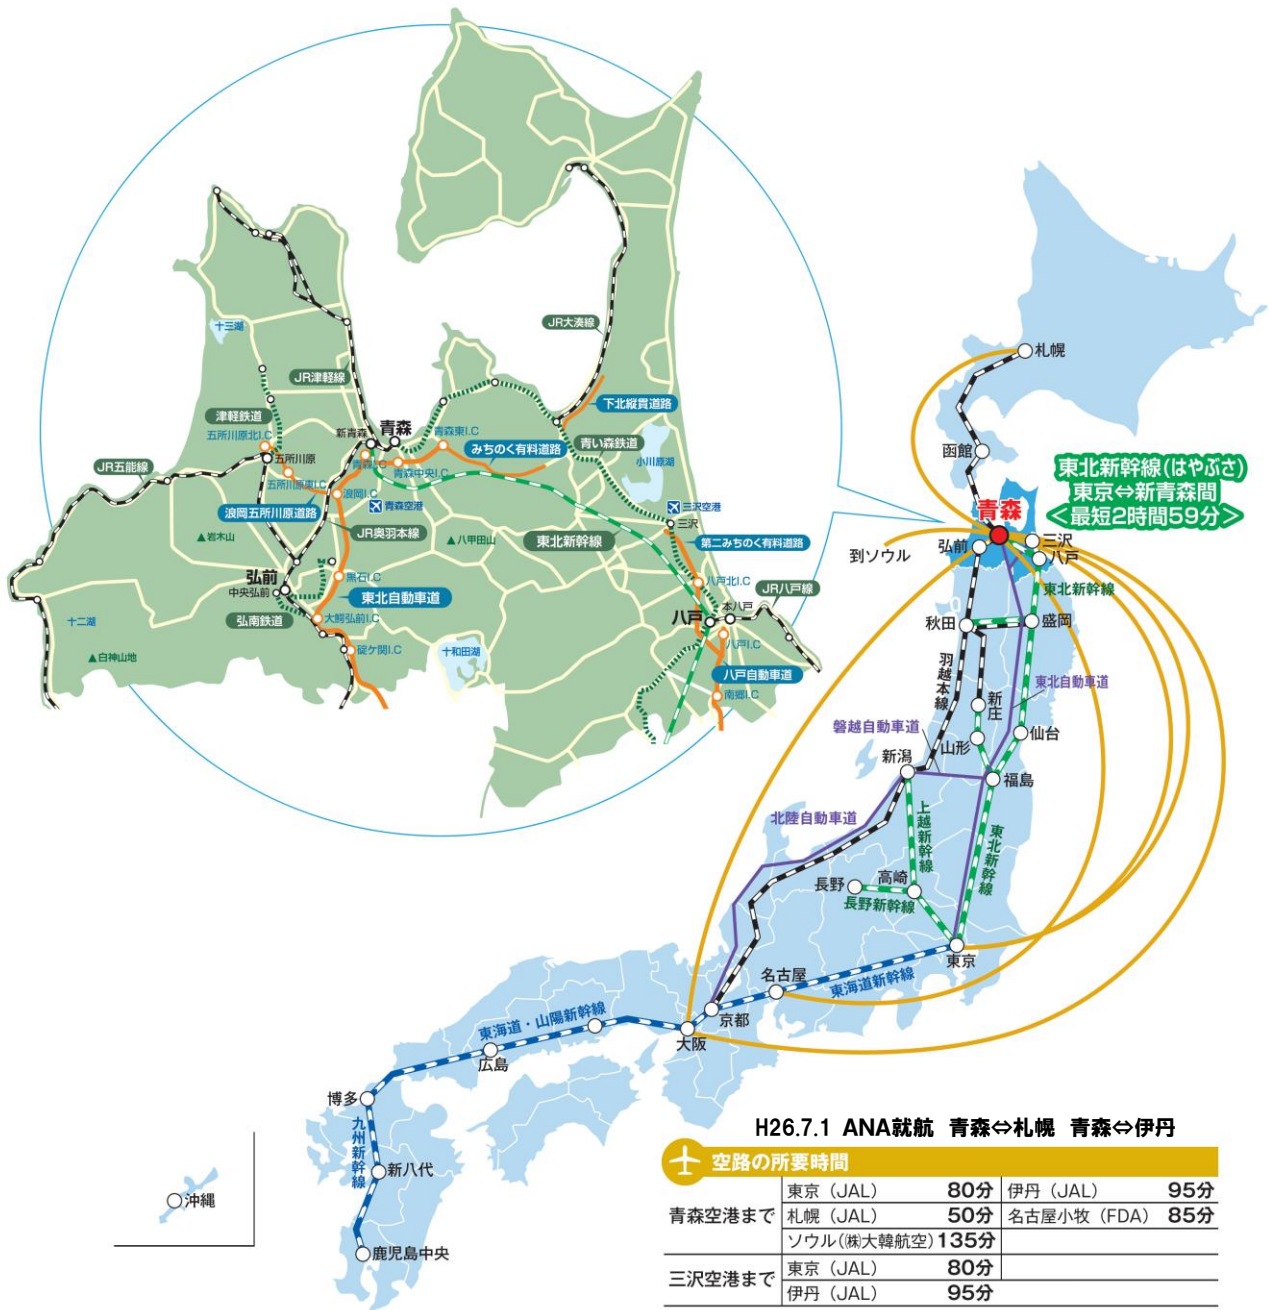 十三湖
JR大湊線
JR津軽線
津軽鉄道
五所川原北I.C
五所川原
新青森
青森
青森東I.C
下北縦貫道路
みちのく有料道路
青い森鉄道
小川原湖
JR五能線
五所川原東I.C
青森I.C
青森中央I.C
浪岡I.C
浪岡五所川原道路
青森空港
三沢空港
三沢
JR奥羽本線
東北新幹線
第二みちのく有料道路
▲岩木山
▲八甲田山
弘前
中央弘前
黒石I.C
東北自動車道
八戸北I.C
JR八戸線
本八戸
八戸
弘南鉄道
大鰐弘前I.C
十二湖
▲白神山地
碇ケ関I.C
十和田湖
八戸I.C
八戸自動車道
南郷I.C
札幌
函館
東北新幹線(はやぶさ)
東京⇔新青森間
<最短2時間59分>
青森
三沢
弘前
八戸
到ソウル
東北新幹線
秋田
盛岡
羽越本線
東北自動車道
新庄
磐越自動車道
山形
仙台
新潟
福島
北陸自動車道
上越新幹線
東北新幹線
長野
高崎
長野新幹線
東京
名古屋
東海道新幹線
京都
大阪
東海道・山陽新幹線
広島
博多
九州新幹線
新八代
鹿児島中央
沖縄
H26.7.1 ANA就航 青森⇔札幌 青森⇔伊丹
空路の所要時間
青森空港まで
東京(JAL) 80分 伊丹(JAL) 95分
札幌(JAL) 50分 名古屋小牧(FDA) 85分
ソウル(㈱大韓航空) 135分
三沢空港まで
東京(JAL) 80分
伊丹(JAL) 95分